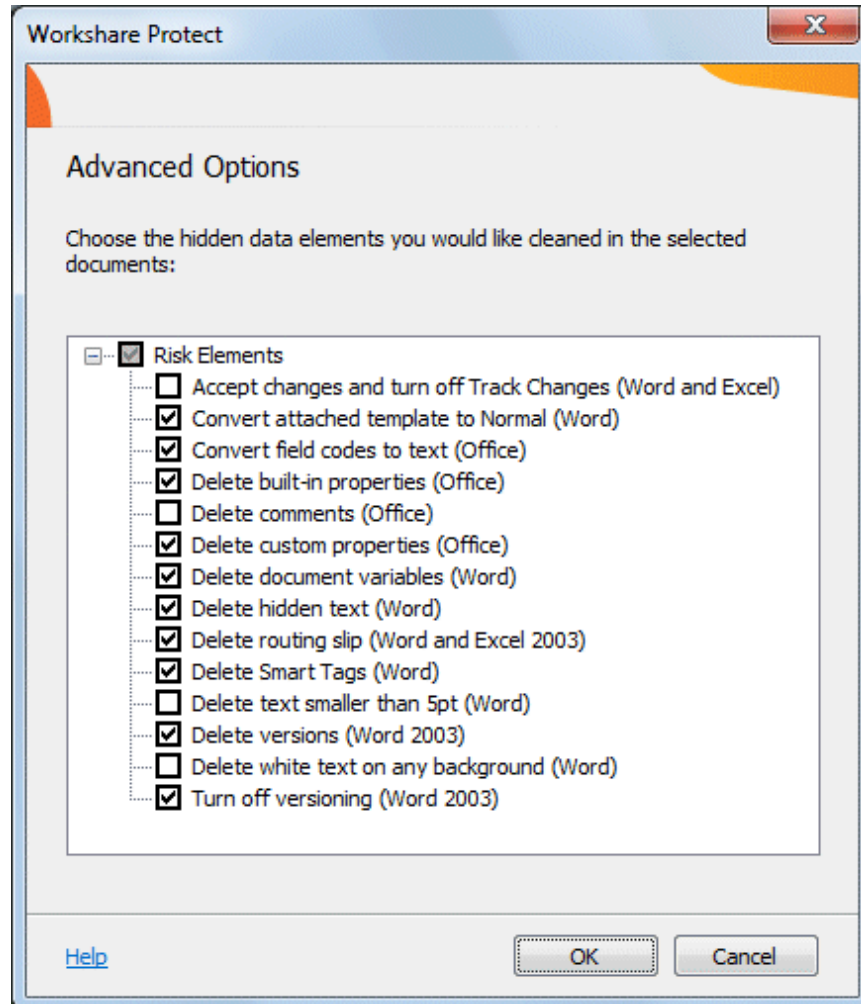 Workshare Protect
Advanced Options
Choose the hidden data elements you would like cleaned in the selected
documents:
Risk Elements
Accept changes and turn off Track Changes (Word and Excel)
Convert attached template to Normal (Word)
Convert field codes to text (Office)
Delete built-in properties (Office)
Delete comments (Office)
Delete custom properties (Office)
Delete document variables (Word)
Delete hidden text (Word)
Delete routing slip (Word and Excel 2003)
Delete Smart Tags (Word)
Delete text smaller than 5pt (Word)
Delete versions (Word 2003)
Delete white text on any background (Word)
Turn off versioning (Word 2003)
Help
OK
Cancel